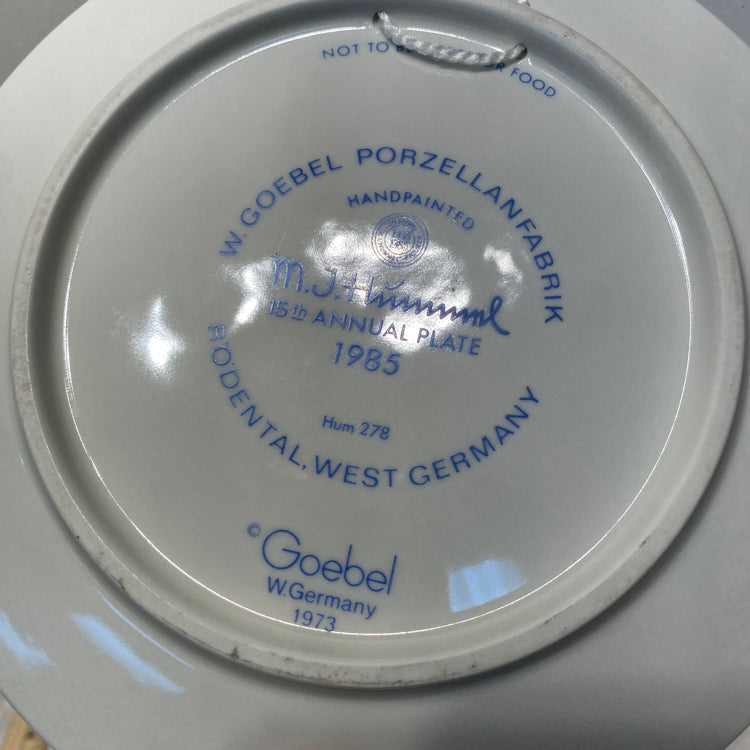 NOT TO FOOD
W. GOEBEL PORZELLANFABRIK
HANDPAINTED
M.J. Hummel
15th ANNUAL PLATE
1985
Hum 278
RÖDENTAL, WEST GERMANY
© Goebel
W.Germany
1973